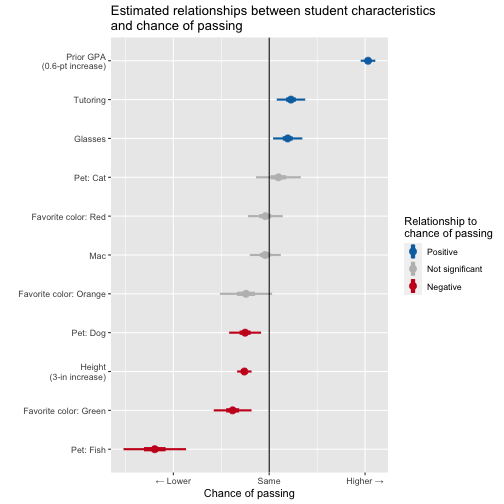 Estimated relationships between student characteristics
and chance of passing
Prior GPA
(0.6-pt increase)
Tutoring
Glasses
Pet: Cat
Favorite color: Red
Mac
Favorite color: Orange
Pet: Dog
Height
(3-in increase)
Favorite color: Green
Pet: Fish
← Lower
Same
Higher →
Chance of passing
Relationship to
chance of passing
Positive
Not significant
Negative